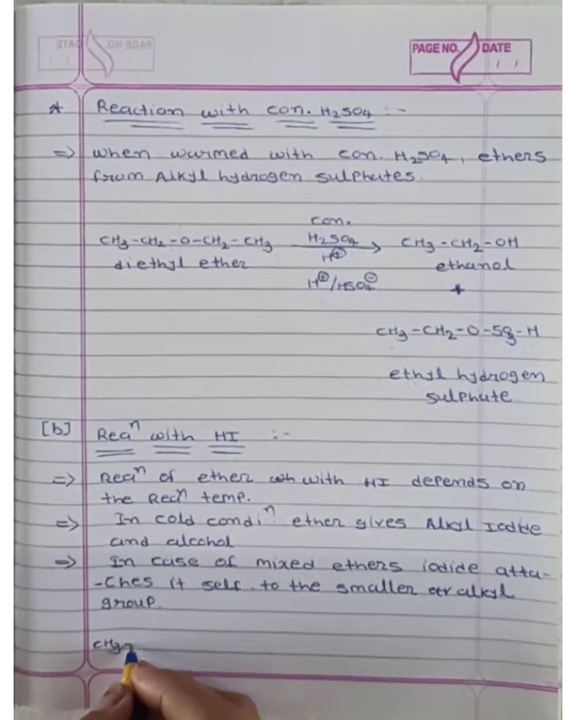 PAGE NO. DATE
* Reaction with con. H₂SO₄ :-
=> when warmed with con. H₂SO₄, ethers
from Alkyl hydrogen sulphates.
con.
CH₃-CH₂-O-CH₂-CH₃ H₂SO₄ → CH₃-CH₂-OH
H⊕
diethyl ether ethanol
H⊕/HSO₄⊖ +
CH₃-CH₂-O-SO₃-H
ethyl hydrogen
sulphate
[b] Reaⁿ with HI :-
=> Reaⁿ of ether with HI depends on
the Reaⁿ temp.
=> In cold condiⁿ ether gives Alkyl Iodide
and alcohol
=> In case of mixed ethers iodide atta-
-ches it self to the smaller alkyl
group.
CH₃